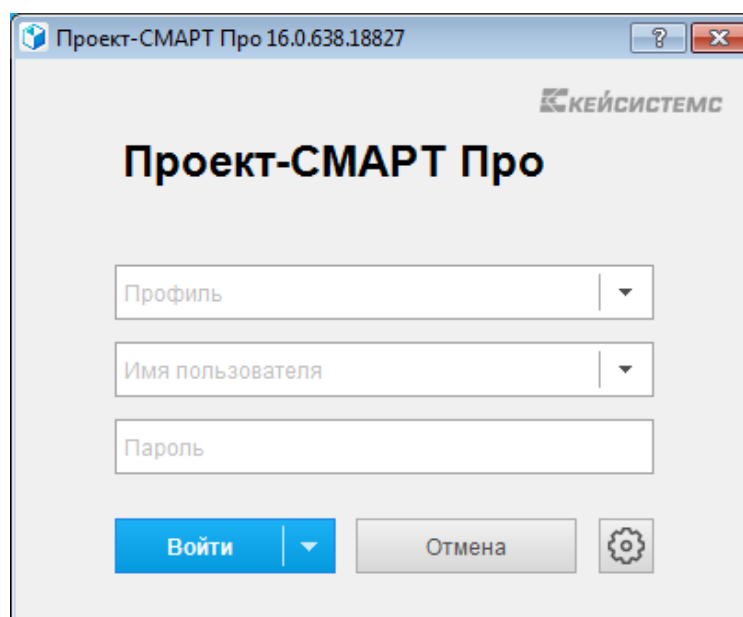 Проект-СМАРТ Про 16.0.638.18827
КЕЙСИСТЕМС
Проект-СМАРТ Про
Профиль
Имя пользователя
Пароль
Войти
Отмена